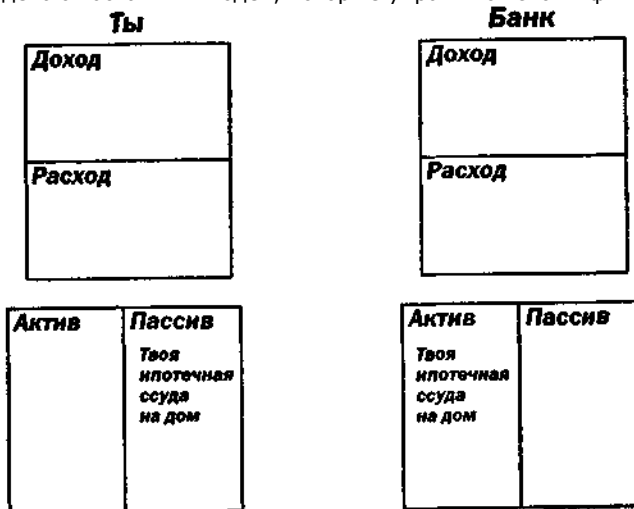 Ты
Доход
Расход
Актив
Пассив
Твоя
ипотечная
ссуда
на дом
Банк
Доход
Расход
Актив
Твоя
ипотечная
ссуда
на дом
Пассив